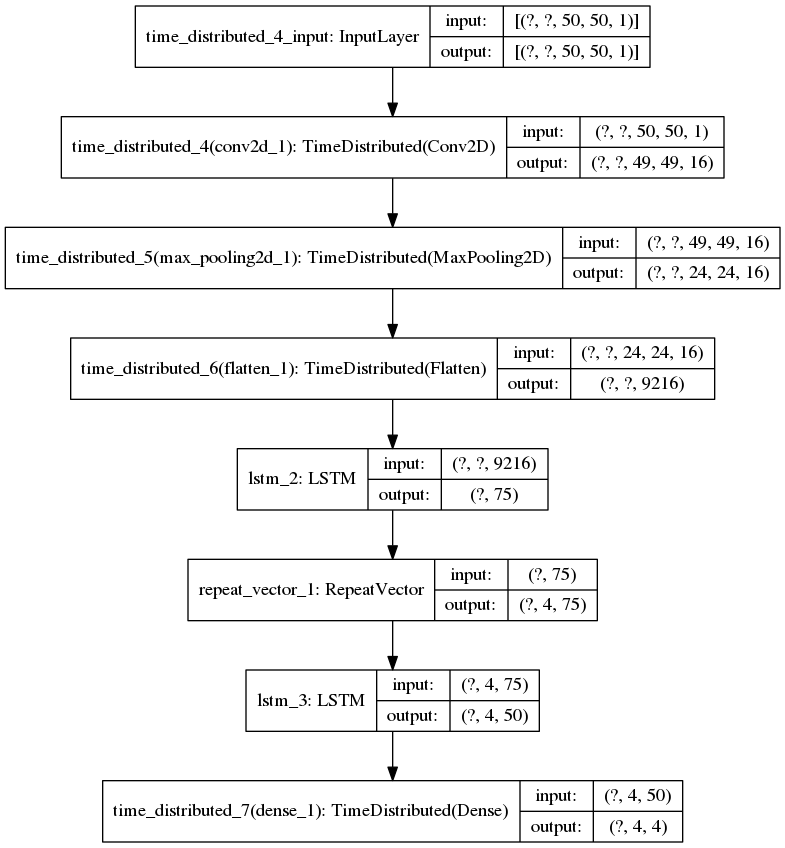 time_distributed_4_input: InputLayer
input: [(?, ?, 50, 50, 1)]
output: [(?, ?, 50, 50, 1)]
time_distributed_4(conv2d_1): TimeDistributed(Conv2D)
input: (?, ?, 50, 50, 1)
output: (?, ?, 49, 49, 16)
time_distributed_5(max_pooling2d_1): TimeDistributed(MaxPooling2D)
input: (?, ?, 49, 49, 16)
output: (?, ?, 24, 24, 16)
time_distributed_6(flatten_1): TimeDistributed(Flatten)
input: (?, ?, 24, 24, 16)
output: (?, ?, 9216)
lstm_2: LSTM
input: (?, ?, 9216)
output: (?, 75)
repeat_vector_1: RepeatVector
input: (?, 75)
output: (?, 4, 75)
lstm_3: LSTM
input: (?, 4, 75)
output: (?, 4, 50)
time_distributed_7(dense_1): TimeDistributed(Dense)
input: (?, 4, 50)
output: (?, 4, 4)